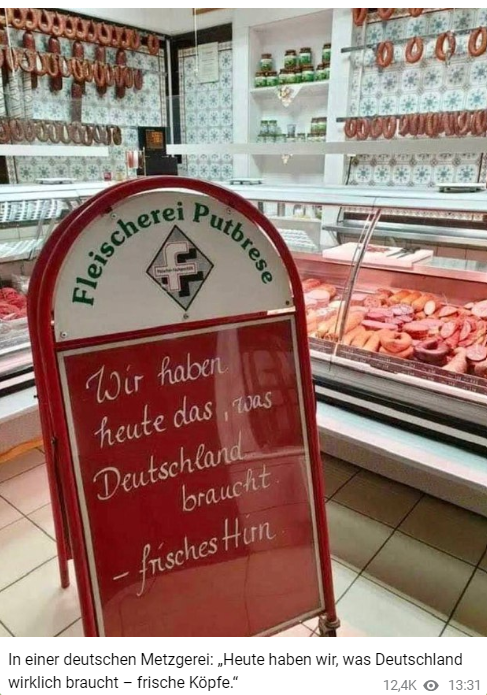 Fleischerei Putbrese
Wir haben
heute das, was
Deutschland
braucht.
– frisches Hirn.
In einer deutschen Metzgerei: „Heute haben wir, was Deutschland
wirklich braucht – frische Köpfe.“
12,4K 13:31